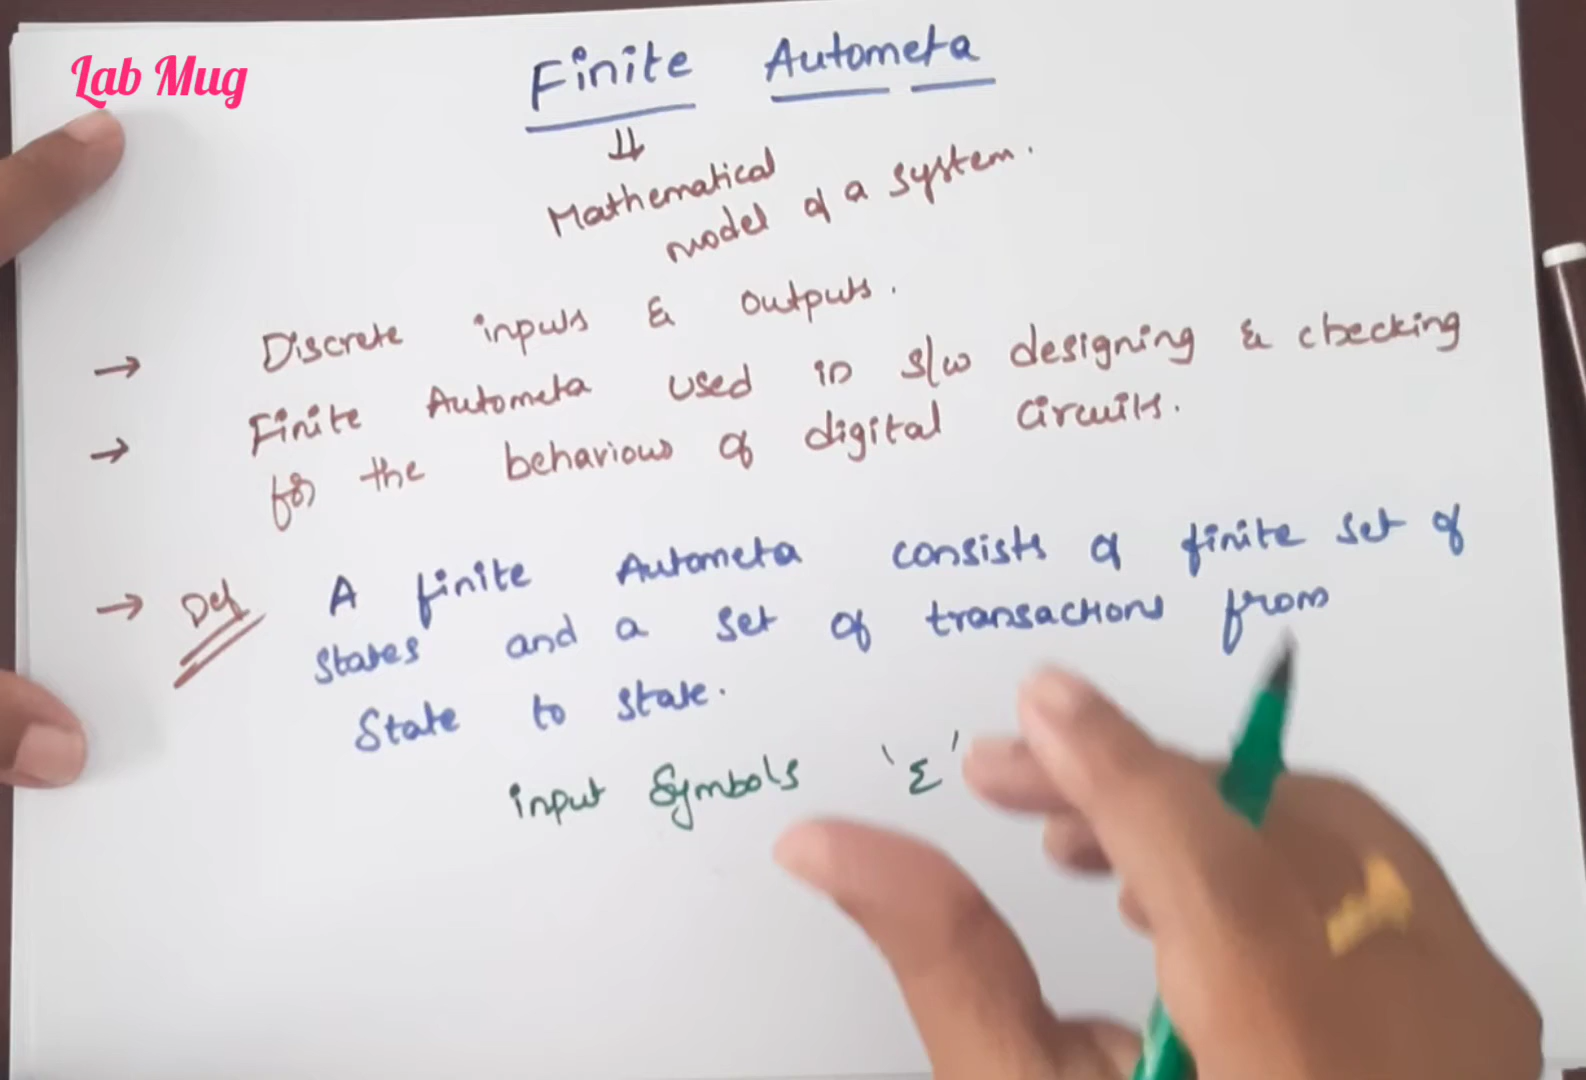 Lab Mug
Finite Autometa
Mathematical
model of a system.
→ Discrete inputs & outputs.
→ Finite Autometa used in s/w designing & checking
for the behaviour of digital circuits.
→ Def A finite Autometa consists of finite set of
states and a set of transactions from
State to state.
input Symbols 'Σ'